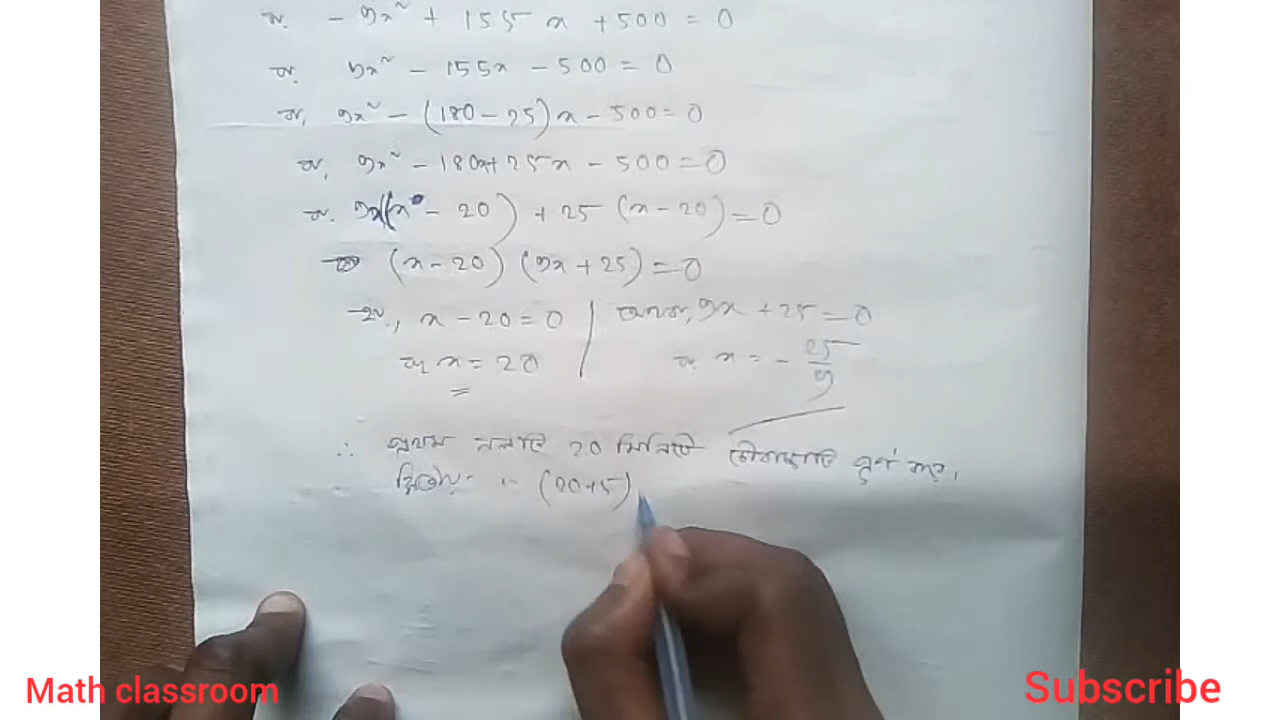 বা, - 9x² + 155x + 500 = 0
বা, 9x² - 155x - 500 = 0
বা, 9x² - (180 - 25)x - 500 = 0
বা, 9x² - 180x + 25x - 500 = 0
বা, 9x(x - 20) + 25 (x - 20) = 0
(x - 20) (9x + 25) = 0
হয়, x - 20 = 0 | অথবা, 9x + 25 = 0
বা, x = 20 বা, x = - 25/9
∴ প্রথম নলটি 20 মিনিটে চৌবাচ্চাটি পূর্ণ করে,
দ্বিতীয় " (20+5)
Math classroom
Subscribe